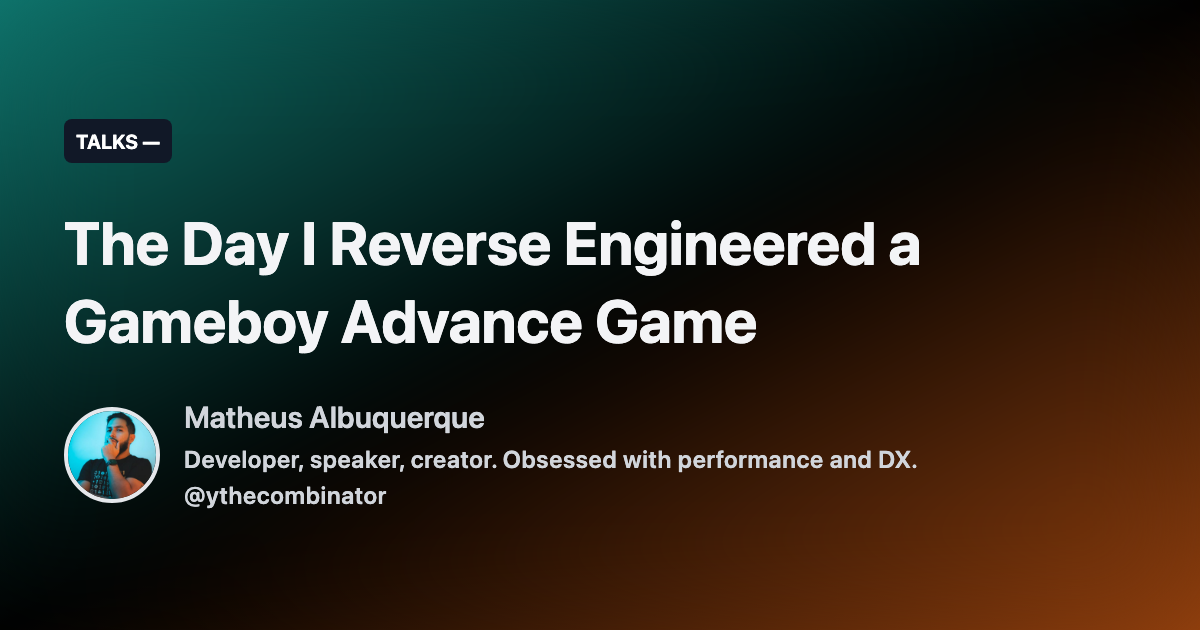 TALKS —
The Day I Reverse Engineered a
Gameboy Advance Game
Matheus Albuquerque
Developer, speaker, creator. Obsessed with performance and DX.
@ythecombinator